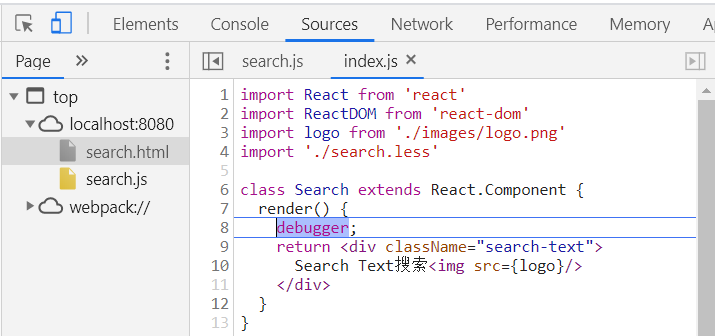 Elements Console Sources Network Performance Memory A
Page »
search.js index.js
top
localhost:8080
search.html
search.js
webpack://
1 import React from 'react'
2 import ReactDOM from 'react-dom'
3 import logo from './images/logo.png'
4 import './search.less'
5
6 class Search extends React.Component {
7 render() {
8 debugger;
9 return <div className="search-text">
10 Search Text搜索<img src={logo}/>
11 </div>
12 }
13 }